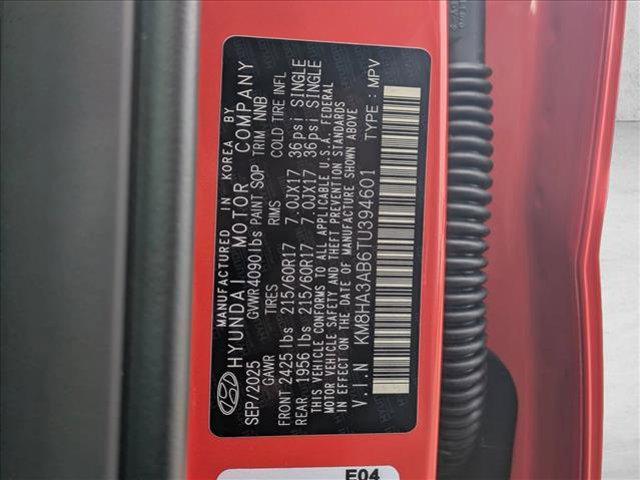 MANUFACTURED IN KOREA BY
HYUNDAI MOTOR COMPANY
SEP/2025 GVWR 4090lbs PAINT SOP TRIM NNB
GAWR TIRES RIMS COLD TIRE INFL
FRONT 2425 lbs 215/60R17 7.0JX17 36psi SINGLE
REAR 1956 lbs 215/60R17 7.0JX17 36psi SINGLE
THIS VEHICLE CONFORMS TO ALL APPLICABLE U.S.A. FEDERAL
MOTOR VEHICLE SAFETY AND THEFT PREVENTION STANDARDS
IN EFFECT ON THE DATE OF MANUFACTURE SHOWN ABOVE
V.I.N KM8HA3AB6TU394601 TYPE : MPV
E04